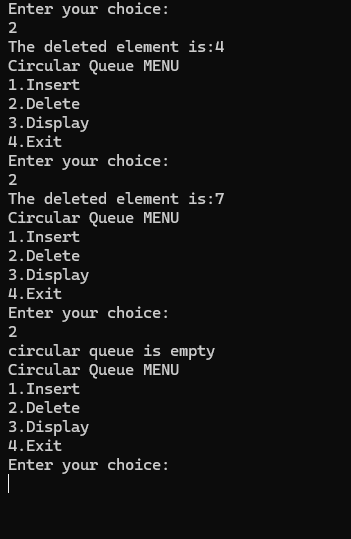 Enter your choice:
2
The deleted element is:4
Circular Queue MENU
1.Insert
2.Delete
3.Display
4.Exit
Enter your choice:
2
The deleted element is:7
Circular Queue MENU
1.Insert
2.Delete
3.Display
4.Exit
Enter your choice:
2
circular queue is empty
Circular Queue MENU
1.Insert
2.Delete
3.Display
4.Exit
Enter your choice: